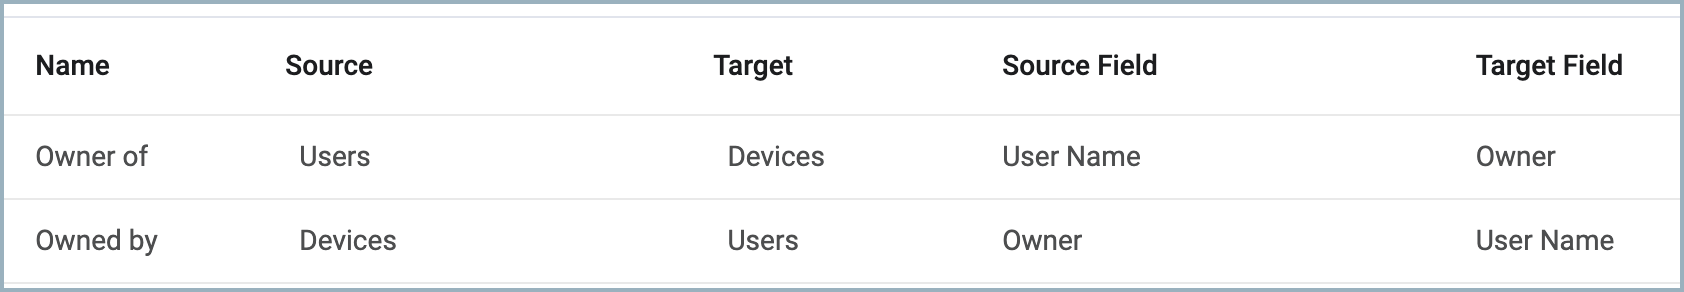 Name Source Target Source Field Target Field
Owner of Users Devices User Name Owner
Owned by Devices Users Owner User Name